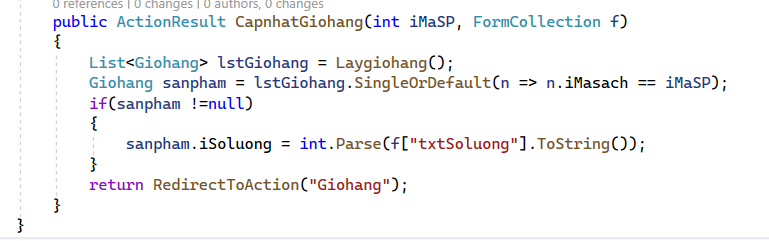 0 references | 0 changes | 0 authors, 0 changes
public ActionResult CapnhatGiohang(int iMaSP, FormCollection f)
{
List<Giohang> lstGiohang = Laygiohang();
Giohang sanpham = lstGiohang.SingleOrDefault(n => n.iMasach == iMaSP);
if(sanpham !=null)
{
sanpham.iSoluong = int.Parse(f["txtSoluong"].ToString());
}
return RedirectToAction("Giohang");
}
}